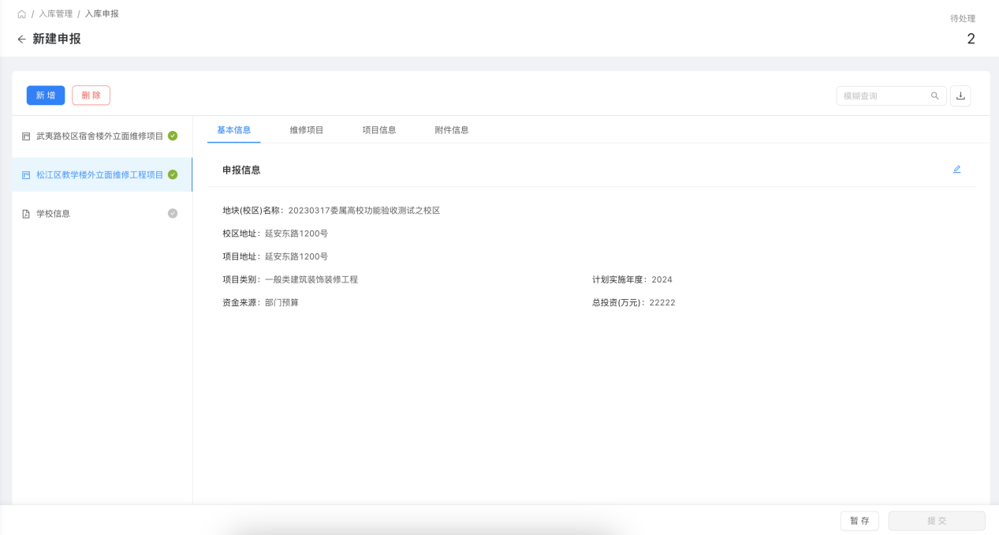 / 入库管理 / 入库申报
待处理
新建申报
2
新 增
删 除
模糊查询
武夷路校区宿舍楼外立面维修项目
松江区教学楼外立面维修工程项目
学校信息
基本信息 维修项目 项目信息 附件信息
申报信息
地块(校区)名称：20230317委属高校功能验收测试之校区
校区地址：延安东路1200号
项目地址：延安东路1200号
项目类别：一般类建筑装饰装修工程 计划实施年度：2024
资金来源：部门预算 总投资(万元)：22222
暂 存
提 交